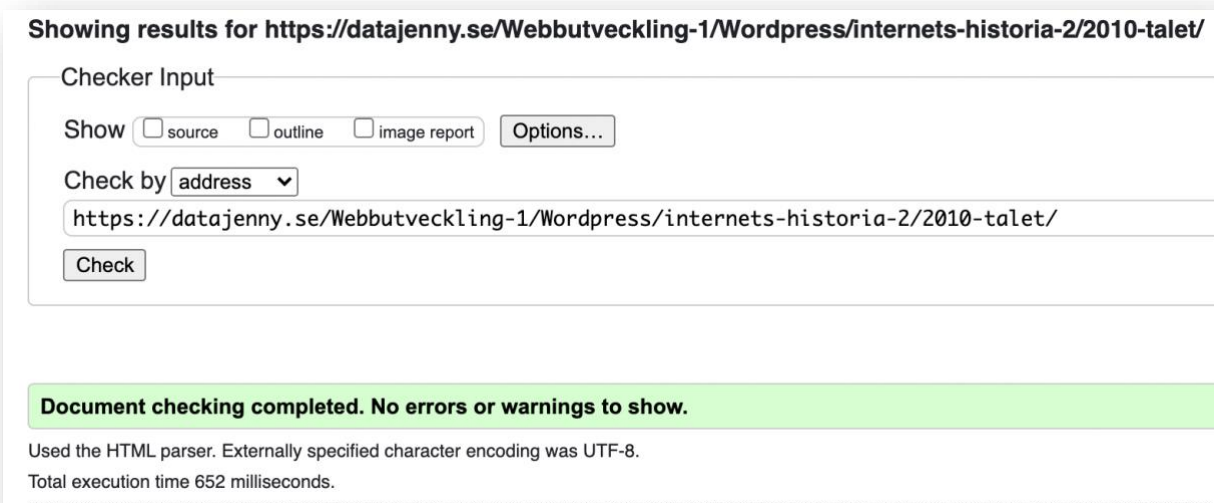 Showing results for https://datajenny.se/Webbutveckling-1/Wordpress/internets-historia-2/2010-talet/
Checker Input
Show source outline image report Options...
Check by address
https://datajenny.se/Webbutveckling-1/Wordpress/internets-historia-2/2010-talet/
Check
Document checking completed. No errors or warnings to show.
Used the HTML parser. Externally specified character encoding was UTF-8.
Total execution time 652 milliseconds.